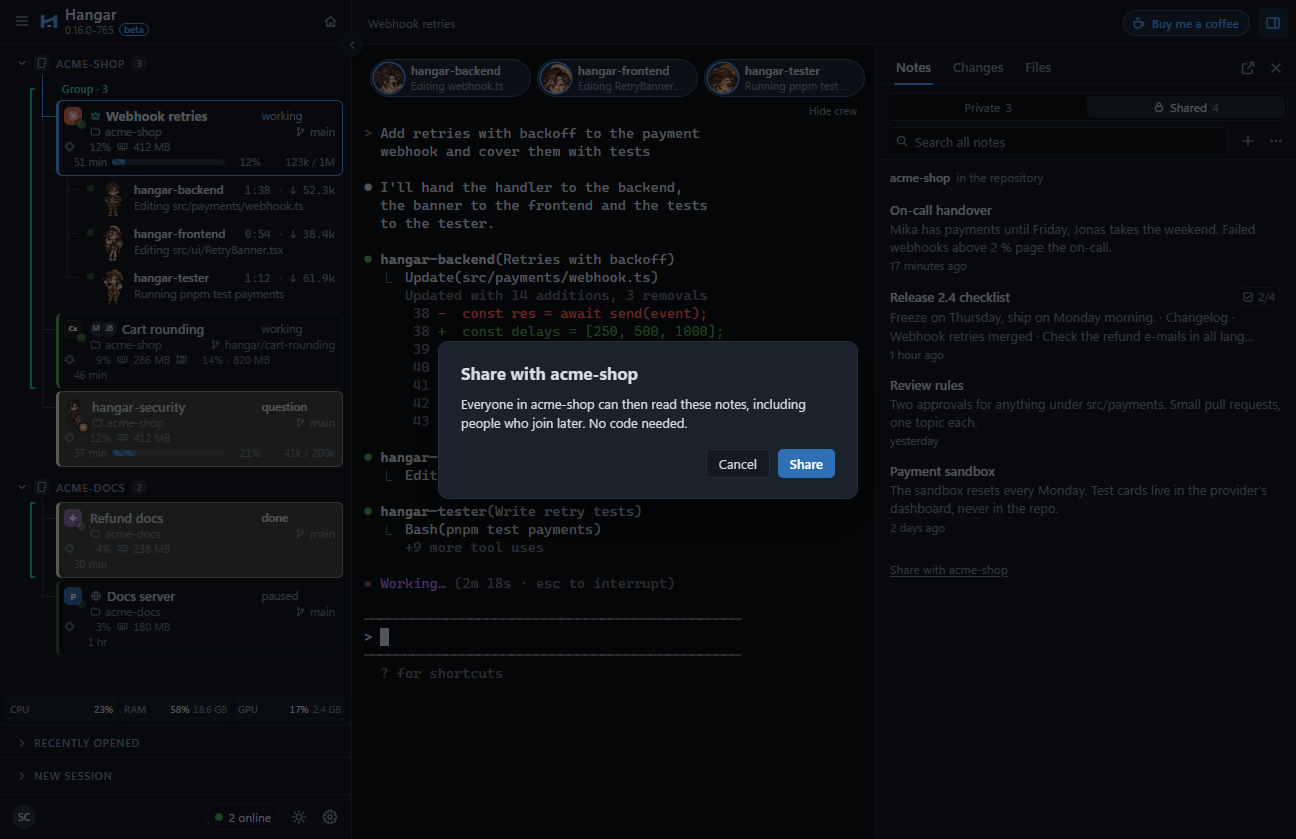 Hangar
0.16.0-765 beta
ACME-SHOP 3
Group · 3
Webhook retries working
acme-shop main
12% 412 MB
51 min 12% 123k / 1M
hangar-backend 1:38 · ↓ 52.3k
Editing src/payments/webhook.ts
hangar-frontend 0:54 · ↓ 38.4k
Editing src/ui/RetryBanner.tsx
hangar-tester 1:12 · ↓ 61.9k
Running pnpm test payments
Cx M JB Cart rounding working
acme-shop hangar/cart-rounding
9% 286 MB 14% · 820 MB
46 min
hangar-security question
acme-shop main
12% 412 MB
37 min 21% 41k / 200k
ACME-DOCS 2
Refund docs done
acme-docs main
4% 238 MB
30 min
P Docs server paused
acme-docs main
3% 180 MB
1 hr
CPU 23% RAM 58% 18.6 GB GPU 17% 2.4 GB
RECENTLY OPENED
NEW SESSION
SC 2 online
Webhook retries
Buy me a coffee
hangar-backend
Editing webhook.ts
hangar-frontend
Editing RetryBanner....
hangar-tester
Running pnpm test ...
Hide crew
> Add retries with backoff to the payment
webhook and cover them with tests
● I'll hand the handler to the backend,
the banner to the frontend and the tests
to the tester.
● hangar-backend(Retries with backoff)
⎿ Update(src/payments/webhook.ts)
Updated with 14 additions, 3 removals
38 - const res = await send(event);
38 + const delays = [250, 500, 1000];
39
40
41
42
43
● hangar-
⎿ Edit
● hangar-tester(Write retry tests)
⎿ Bash(pnpm test payments)
+9 more tool uses
* Working… (2m 18s · esc to interrupt)
>
? for shortcuts
Share with acme-shop
Everyone in acme-shop can then read these notes, including
people who join later. No code needed.
Cancel Share
Notes Changes Files
Private 3 Shared 4
Search all notes
acme-shop in the repository
On-call handover
Mika has payments until Friday, Jonas takes the weekend. Failed
webhooks above 2 % page the on-call.
17 minutes ago
Release 2.4 checklist 2/4
Freeze on Thursday, ship on Monday morning. · Changelog ·
Webhook retries merged · Check the refund e-mails in all lang...
1 hour ago
Review rules
Two approvals for anything under src/payments. Small pull requests,
one topic each.
yesterday
Payment sandbox
The sandbox resets every Monday. Test cards live in the provider's
dashboard, never in the repo.
2 days ago
Share with acme-shop